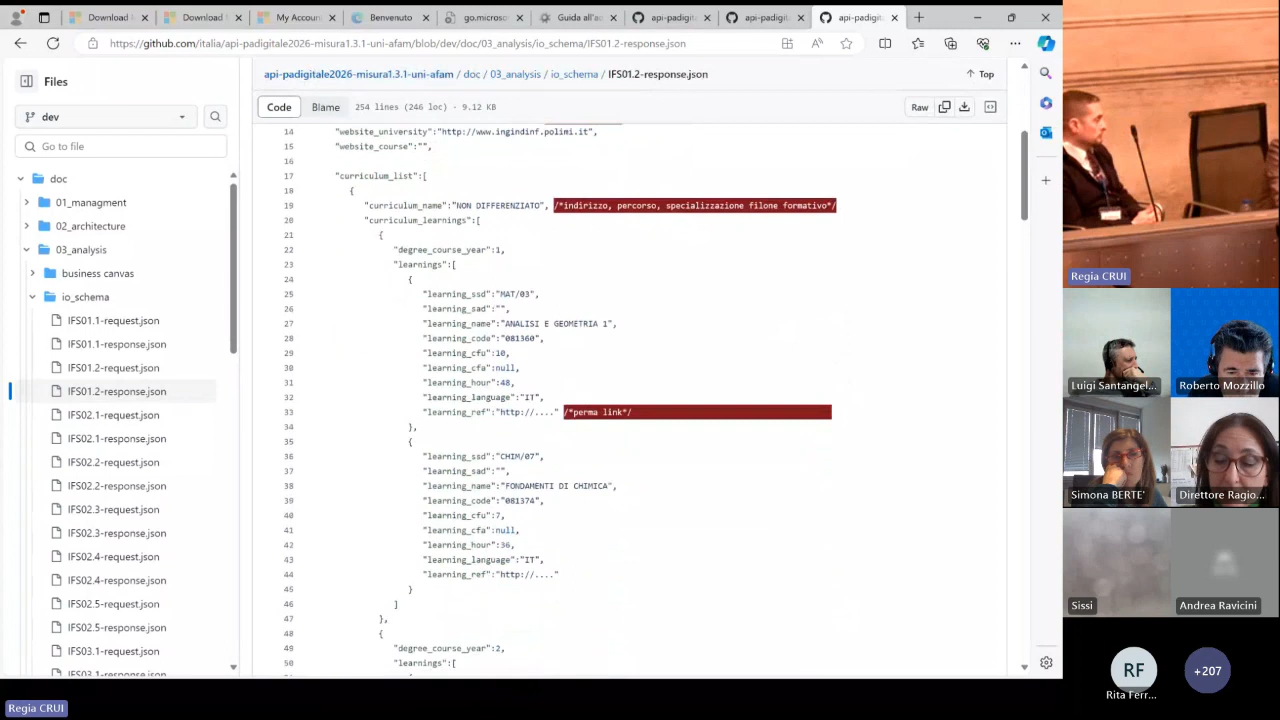 Download M
Download M
My Accoun
Benvenuto
go.microso
Guida all'ac
api-padigit
api-padigit
api-padigit
https://github.com/italia/api-padigitale2026-misura1.3.1-uni-afam/blob/dev/doc/03_analysis/io_schema/IFS01.2-response.json
Files
dev
Go to file
doc
01_managment
02_architecture
03_analysis
business canvas
io_schema
IFS01.1-request.json
IFS01.1-response.json
IFS01.2-request.json
IFS01.2-response.json
IFS02.1-request.json
IFS02.1-response.json
IFS02.2-request.json
IFS02.2-response.json
IFS02.3-request.json
IFS02.3-response.json
IFS02.4-request.json
IFS02.4-response.json
IFS02.5-request.json
IFS02.5-response.json
IFS03.1-request.json
IFS03.1-response.json
api-padigitale2026-misura1.3.1-uni-afam / doc / 03_analysis / io_schema / IFS01.2-response.json
Top
Code Blame 254 lines (246 loc) · 9.12 KB
Raw
14 "website_university":"http://www.ingindinf.polimi.it",
15 "website_course":"",
16
17 "curriculum_list":[
18 {
19 "curriculum_name":"NON DIFFERENZIATO", /*indirizzo, percorso, specializzazione filone formativo*/
20 "curriculum_learnings":[
21 {
22 "degree_course_year":1,
23 "learnings":[
24 {
25 "learning_ssd":"MAT/03",
26 "learning_sad":"",
27 "learning_name":"ANALISI E GEOMETRIA 1",
28 "learning_code":"081360",
29 "learning_cfu":10,
30 "learning_cfa":null,
31 "learning_hour":48,
32 "learning_language":"IT",
33 "learning_ref":"http://...." /*perma link*/
34 },
35 {
36 "learning_ssd":"CHIM/07",
37 "learning_sad":"",
38 "learning_name":"FONDAMENTI DI CHIMICA",
39 "learning_code":"081374",
40 "learning_cfu":7,
41 "learning_cfa":null,
42 "learning_hour":36,
43 "learning_language":"IT",
44 "learning_ref":"http://...."
45 }
46 ]
47 },
48 {
49 "degree_course_year":2,
50 "learnings":[
Regia CRUI
Luigi Santangel...
Roberto Mozzillo
Simona BERTE'
Direttore Ragio...
Sissi
Andrea Ravicini
RF
Rita Ferr...
+207
Regia CRUI